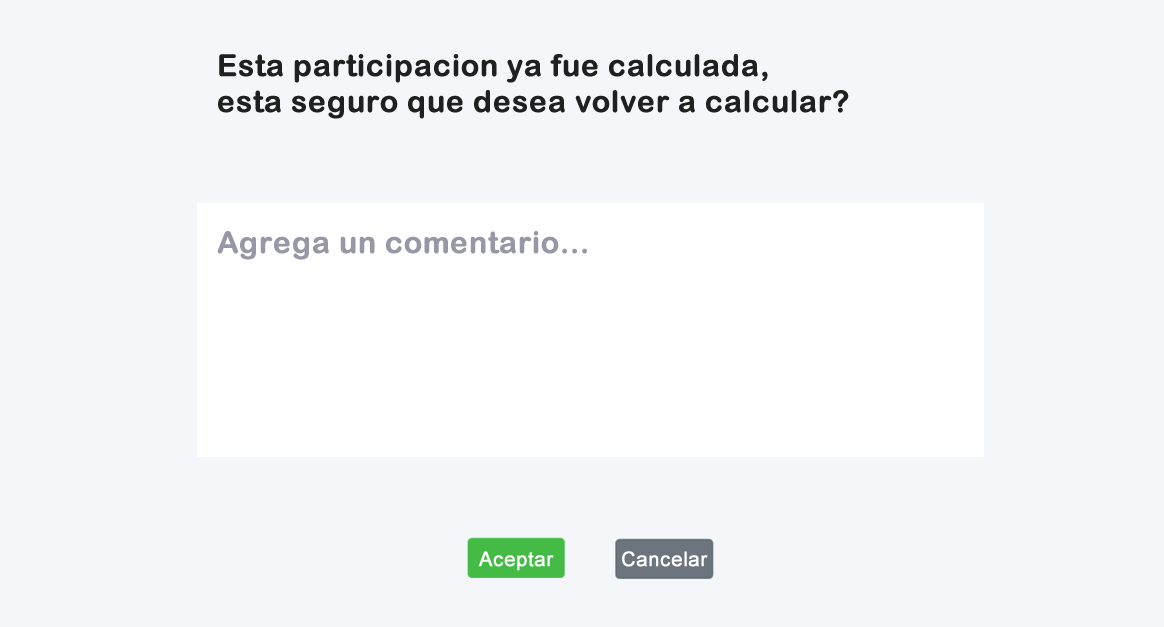 Esta participacion ya fue calculada,
esta seguro que desea volver a calcular?
Agrega un comentario...
Aceptar
Cancelar